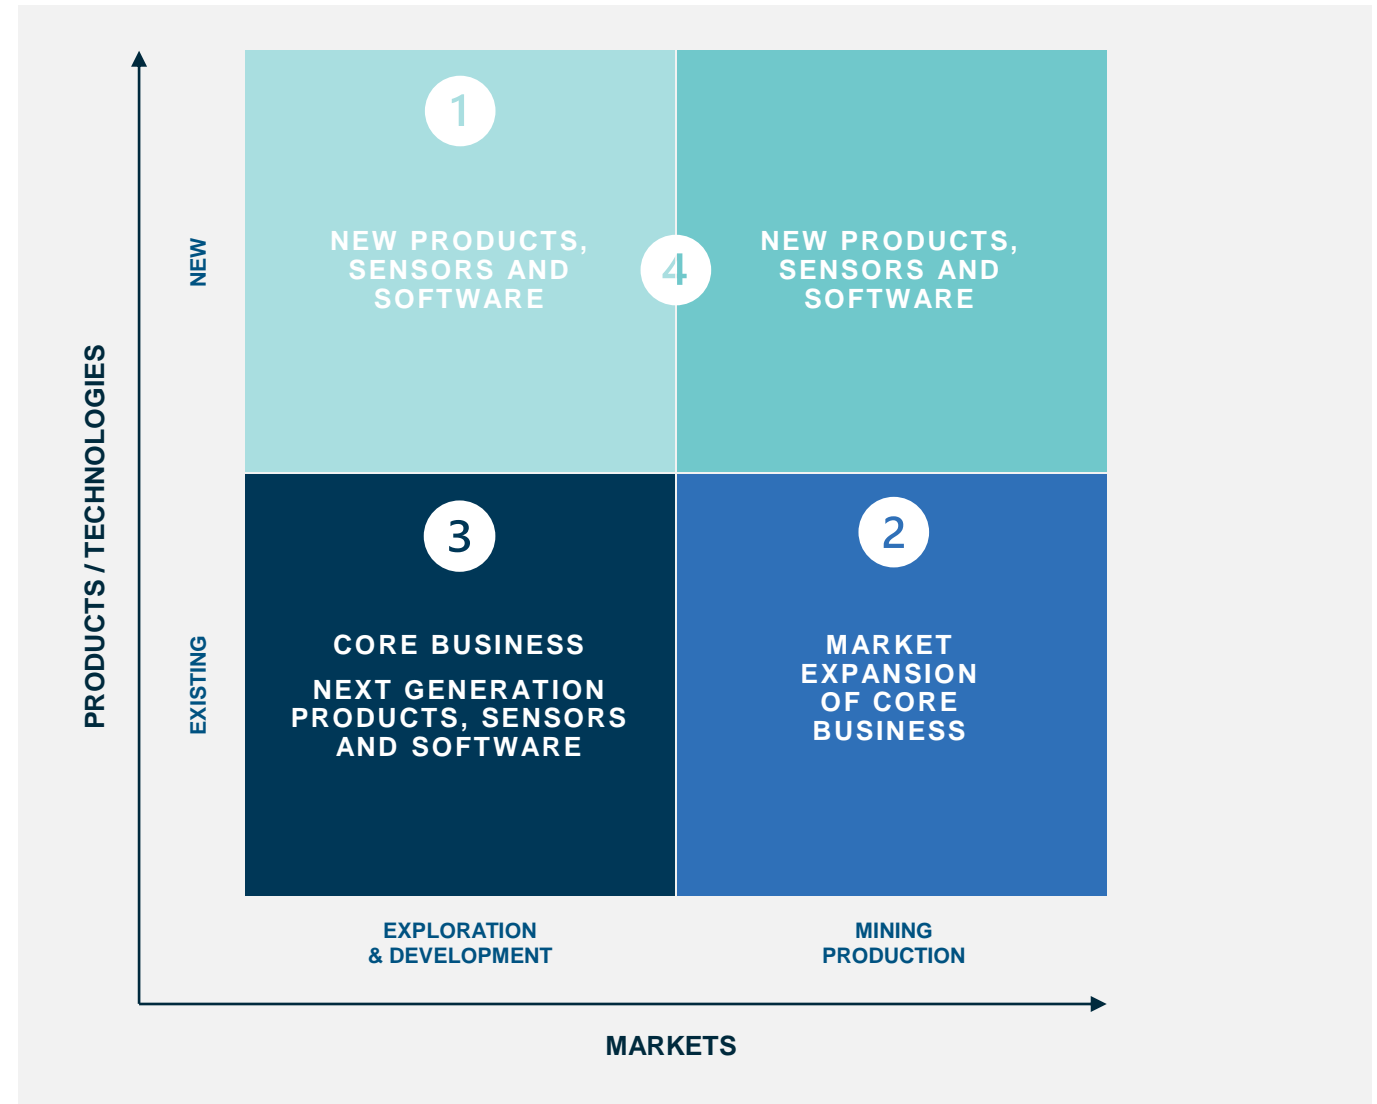 1
NEW PRODUCTS,
SENSORS AND
SOFTWARE
4
NEW PRODUCTS,
SENSORS AND
SOFTWARE
NEW
PRODUCTS / TECHNOLOGIES
EXISTING
3
CORE BUSINESS
NEXT GENERATION
PRODUCTS, SENSORS
AND SOFTWARE
2
MARKET
EXPANSION
OF CORE
BUSINESS
EXPLORATION
& DEVELOPMENT
MINING
PRODUCTION
MARKETS